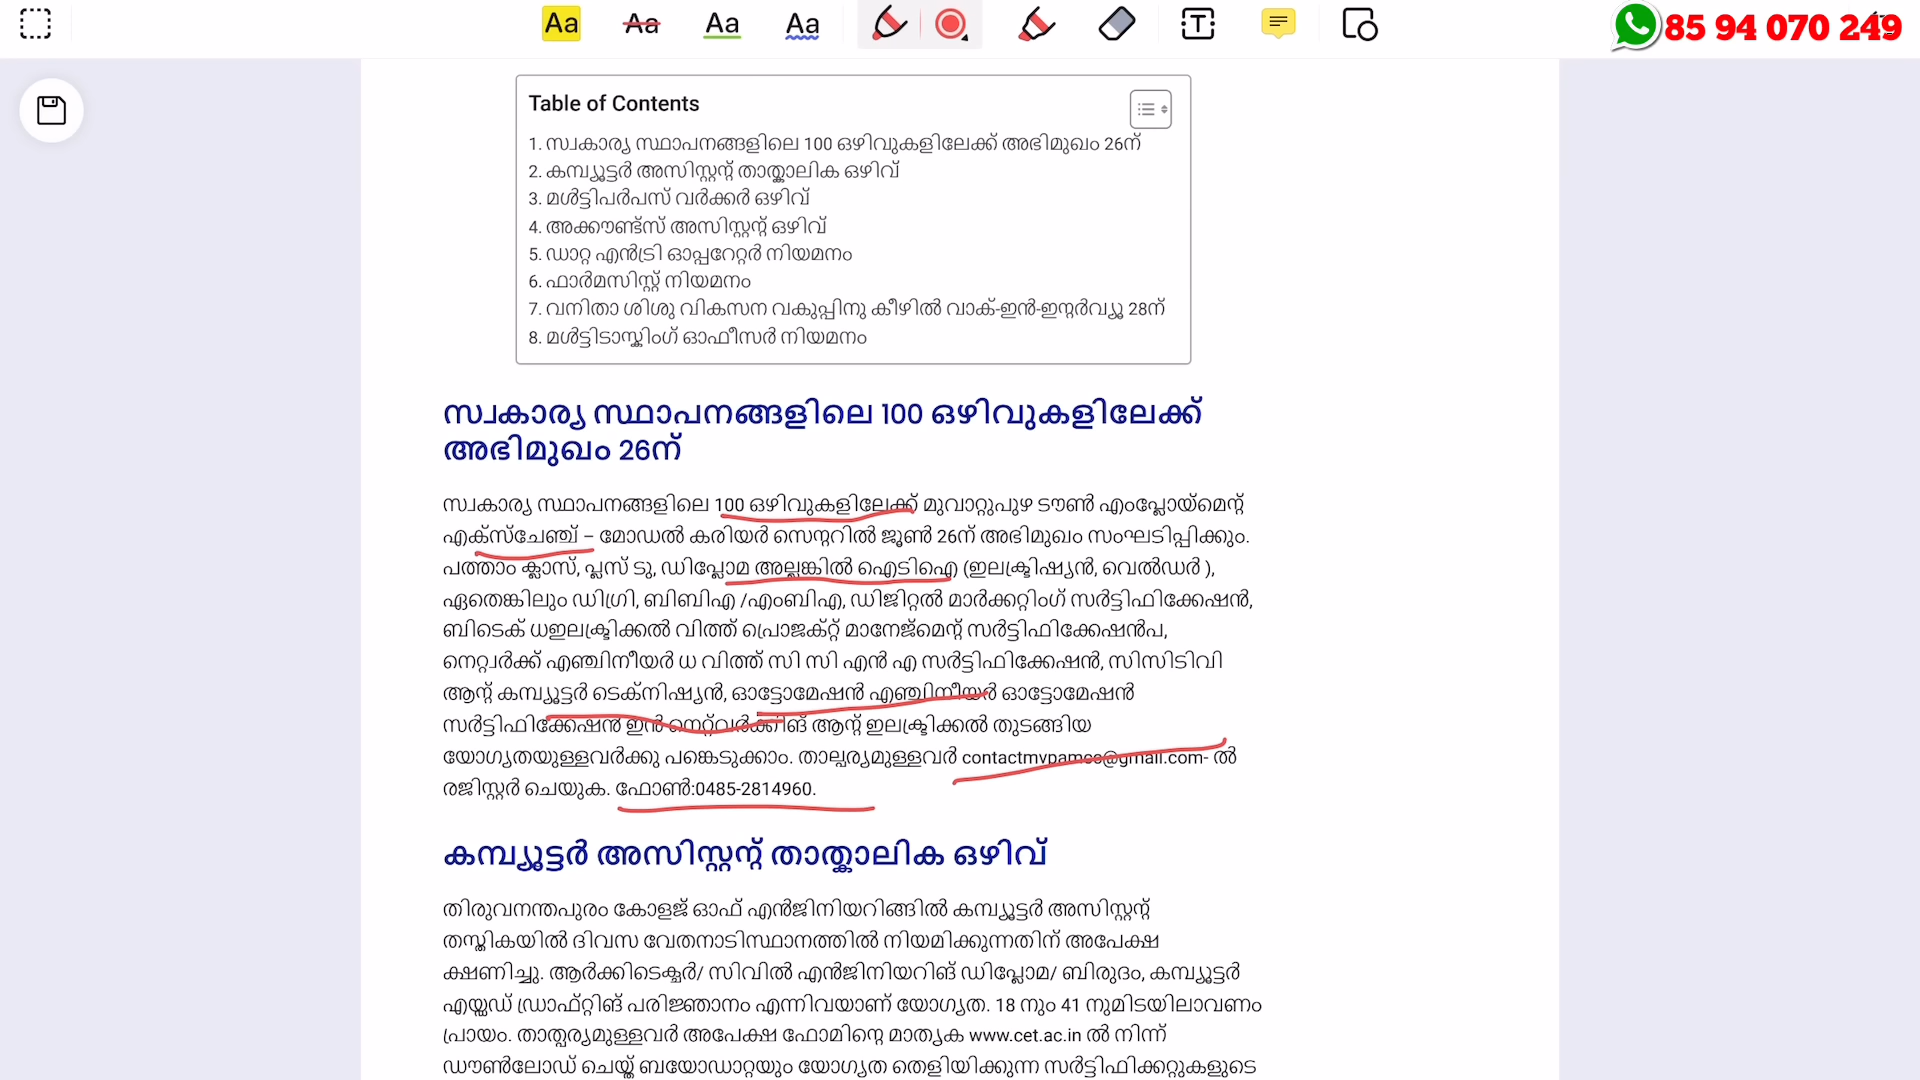 Aa Aa Aa Aa T
85 94 070 249
Table of Contents
1. സ്വകാര്യ സ്ഥാപനങ്ങളിലെ 100 ഒഴിവുകളിലേക്ക് അഭിമുഖം 26ന്
2. കമ്പ്യൂട്ടർ അസിസ്റ്റന്റ് താത്കാലിക ഒഴിവ്
3. മൾട്ടിപർപസ് വർക്കർ ഒഴിവ്
4. അക്കൗണ്ട്സ് അസിസ്റ്റന്റ് ഒഴിവ്
5. ഡാറ്റ എൻട്രി ഓപ്പറേറ്റർ നിയമനം
6. ഫാർമസിസ്റ്റ് നിയമനം
7. വനിതാ ശിശു വികസന വകുപ്പിനു കീഴിൽ വാക്-ഇൻ-ഇന്റർവ്യൂ 28ന്
8. മൾട്ടിടാസ്കിംഗ് ഓഫീസർ നിയമനം
സ്വകാര്യ സ്ഥാപനങ്ങളിലെ 100 ഒഴിവുകളിലേക്ക്
അഭിമുഖം 26ന്
സ്വകാര്യ സ്ഥാപനങ്ങളിലെ 100 ഒഴിവുകളിലേക്ക് മുവാറ്റുപുഴ ടൗൺ എംപ്ലോയ്മെന്റ്
എക്സ്ചേഞ്ച് – മോഡൽ കരിയർ സെന്ററിൽ ജൂൺ 26ന് അഭിമുഖം സംഘടിപ്പിക്കും.
പത്താം ക്ലാസ്, പ്ലസ് ടു, ഡിപ്ലോമ അല്ലങ്കിൽ ഐടിഐ (ഇലക്ട്രിഷ്യൻ, വെൽഡർ ),
ഏതെങ്കിലും ഡിഗ്രി, ബിബിഎ /എംബിഎ, ഡിജിറ്റൽ മാർക്കറ്റിംഗ് സർട്ടിഫിക്കേഷൻ,
ബിടെക് ധഇലക്ട്രിക്കൽ വിത്ത് പ്രൊജക്റ്റ് മാനേജ്മെന്റ് സർട്ടിഫിക്കേഷൻപ,
നെറ്റ്വർക്ക് എഞ്ചിനീയർ ധ വിത്ത് സി സി എൻ എ സർട്ടിഫിക്കേഷൻ, സിസിടിവി
ആന്റ് കമ്പ്യൂട്ടർ ടെക്നിഷ്യൻ, ഓട്ടോമേഷൻ എഞ്ചിനീയർ ഓട്ടോമേഷൻ
സർട്ടിഫിക്കേഷൻ ഇൻ നെറ്റ്‌വർക്കിങ് ആന്റ് ഇലക്ട്രിക്കൽ തുടങ്ങിയ
യോഗ്യതയുള്ളവർക്കു പങ്കെടുക്കാം. താല്പര്യമുള്ളവർ contactmvpamcc@gmail.com- ൽ
രജിസ്റ്റർ ചെയുക. ഫോൺ:0485-2814960.
കമ്പ്യൂട്ടർ അസിസ്റ്റന്റ് താത്കാലിക ഒഴിവ്
തിരുവനന്തപുരം കോളജ് ഓഫ് എൻജിനിയറിങ്ങിൽ കമ്പ്യൂട്ടർ അസിസ്റ്റന്റ്
തസ്തികയിൽ ദിവസ വേതനാടിസ്ഥാനത്തിൽ നിയമിക്കുന്നതിന് അപേക്ഷ
ക്ഷണിച്ചു. ആർക്കിടെക്ചർ/ സിവിൽ എൻജിനിയറിങ് ഡിപ്ലോമ/ ബിരുദം, കമ്പ്യൂട്ടർ
എയ്ഡഡ് ഡ്രാഫ്റ്റിങ് പരിജ്ഞാനം എന്നിവയാണ് യോഗ്യത. 18 നും 41 നുമിടയിലാവണം
പ്രായം. താത്പര്യമുള്ളവർ അപേക്ഷ ഫോമിന്റെ മാതൃക www.cet.ac.in ൽ നിന്ന്
ഡൗൺലോഡ് ചെയ്ത് ബയോഡാറ്റയും യോഗ്യത തെളിയിക്കുന്ന സർട്ടിഫിക്കറ്റുകളുടെ